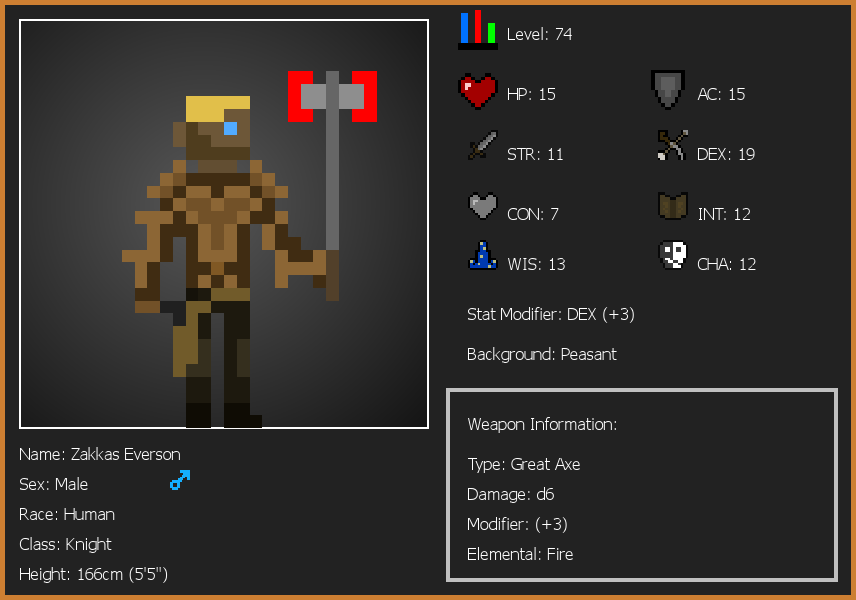 Level: 74
HP: 15
AC: 15
STR: 11
DEX: 19
CON: 7
INT: 12
WIS: 13
CHA: 12
Stat Modifier: DEX (+3)
Background: Peasant
Weapon Information:
Type: Great Axe
Damage: d6
Modifier: (+3)
Elemental: Fire
Name: Zakkas Everson
Sex: Male
Race: Human
Class: Knight
Height: 166cm (5'5")